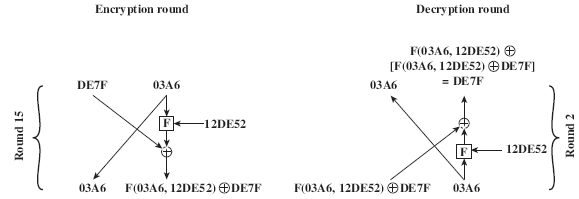 Encryption round
Decryption round
F(03A6, 12DE52) ⊕
[F(03A6, 12DE52) ⊕DE7F]
= DE7F
Round 15
DE7F
03A6
F
12DE52
03A6
F(03A6, 12DE52) ⊕DE7F
03A6
F
12DE52
F(03A6, 12DE52) ⊕DE7F
03A6
Round 2